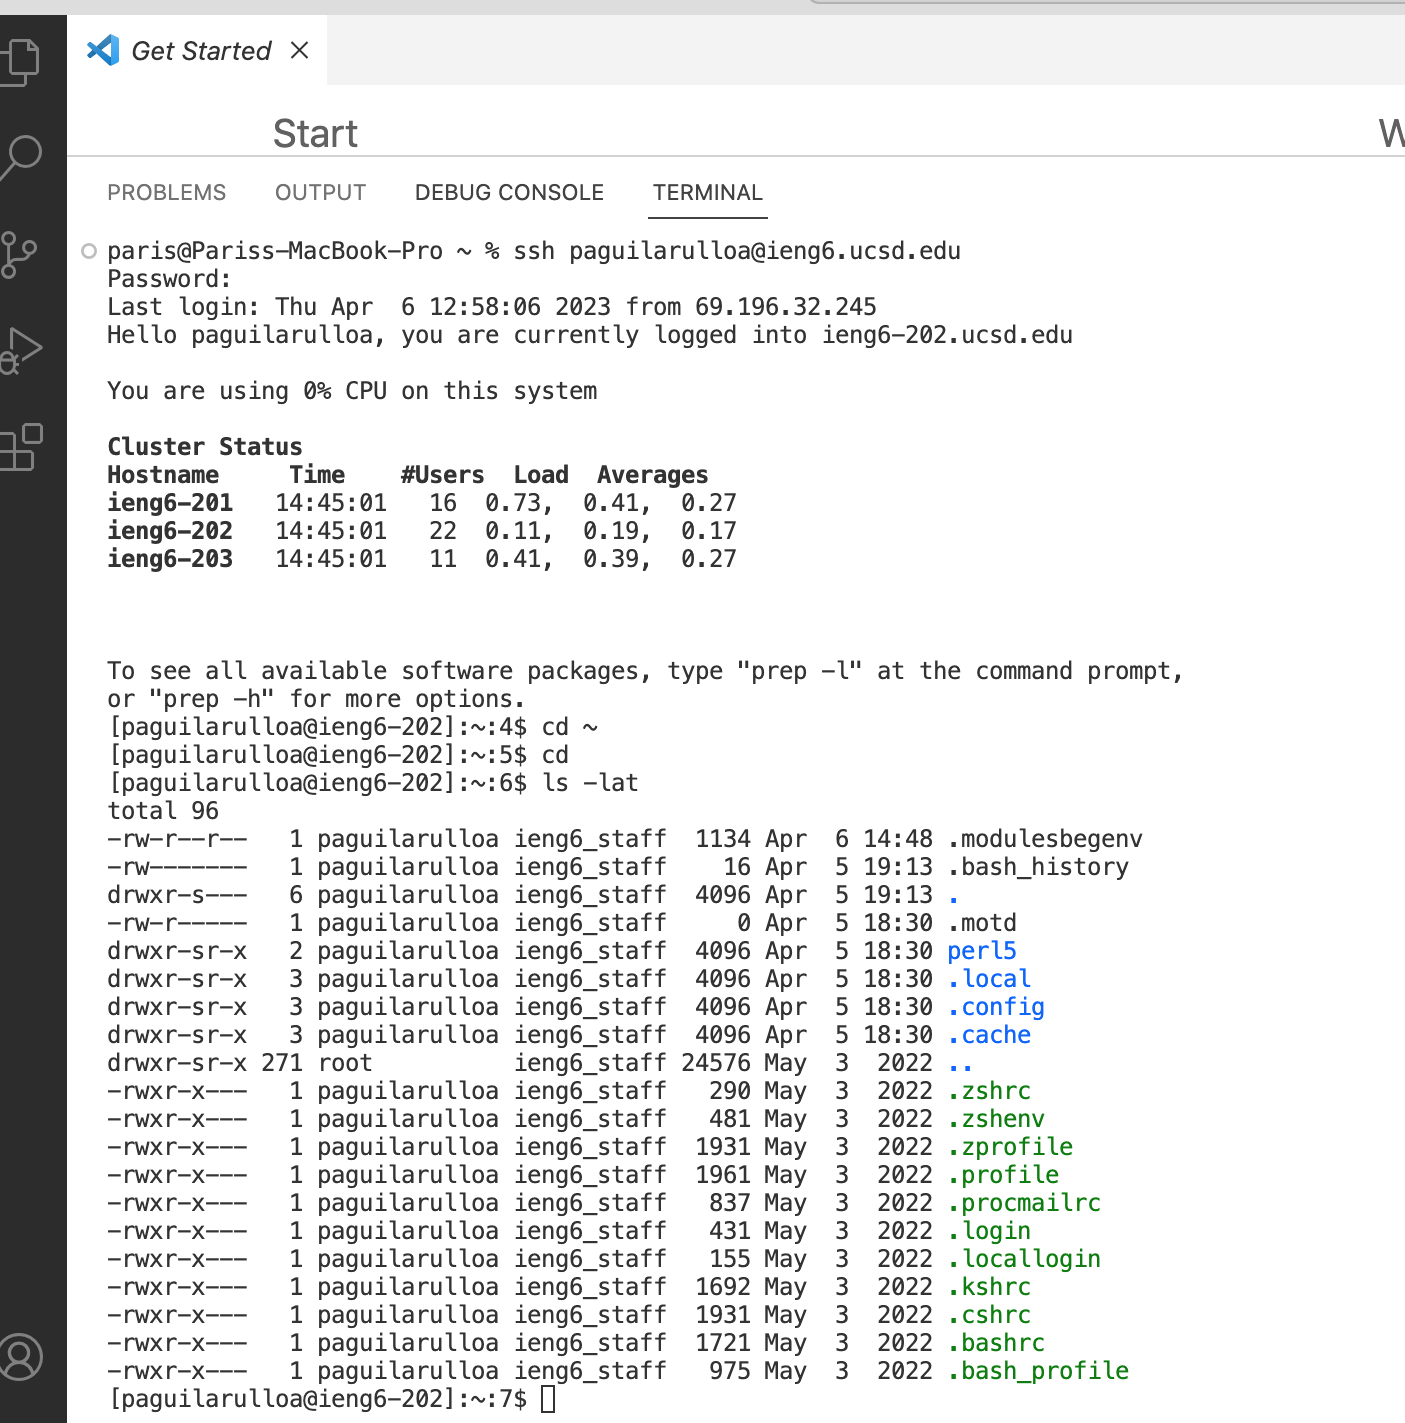 Get Started
Start
W
PROBLEMS OUTPUT DEBUG CONSOLE TERMINAL
paris@Pariss-MacBook-Pro ~ % ssh paguilarulloa@ieng6.ucsd.edu
Password:
Last login: Thu Apr  6 12:58:06 2023 from 69.196.32.245
Hello paguilarulloa, you are currently logged into ieng6-202.ucsd.edu
You are using 0% CPU on this system
Cluster Status
Hostname     Time    #Users  Load  Averages
ieng6-201   14:45:01   16  0.73,  0.41,  0.27
ieng6-202   14:45:01   22  0.11,  0.19,  0.17
ieng6-203   14:45:01   11  0.41,  0.39,  0.27
To see all available software packages, type "prep -l" at the command prompt,
or "prep -h" for more options.
[paguilarulloa@ieng6-202]:~:4$ cd ~
[paguilarulloa@ieng6-202]:~:5$ cd
[paguilarulloa@ieng6-202]:~:6$ ls -lat
total 96
-rw-r--r--   1 paguilarulloa ieng6_staff  1134 Apr  6 14:48 .modulesbegenv
-rw-------   1 paguilarulloa ieng6_staff    16 Apr  5 19:13 .bash_history
drwxr-s---   6 paguilarulloa ieng6_staff  4096 Apr  5 19:13 .
-rw-r-----   1 paguilarulloa ieng6_staff     0 Apr  5 18:30 .motd
drwxr-sr-x   2 paguilarulloa ieng6_staff  4096 Apr  5 18:30 perl5
drwxr-sr-x   3 paguilarulloa ieng6_staff  4096 Apr  5 18:30 .local
drwxr-sr-x   3 paguilarulloa ieng6_staff  4096 Apr  5 18:30 .config
drwxr-sr-x   3 paguilarulloa ieng6_staff  4096 Apr  5 18:30 .cache
drwxr-sr-x 271 root          ieng6_staff 24576 May  3  2022 ..
-rwxr-x---   1 paguilarulloa ieng6_staff   290 May  3  2022 .zshrc
-rwxr-x---   1 paguilarulloa ieng6_staff   481 May  3  2022 .zshenv
-rwxr-x---   1 paguilarulloa ieng6_staff  1931 May  3  2022 .zprofile
-rwxr-x---   1 paguilarulloa ieng6_staff  1961 May  3  2022 .profile
-rwxr-x---   1 paguilarulloa ieng6_staff   837 May  3  2022 .procmailrc
-rwxr-x---   1 paguilarulloa ieng6_staff   431 May  3  2022 .login
-rwxr-x---   1 paguilarulloa ieng6_staff   155 May  3  2022 .locallogin
-rwxr-x---   1 paguilarulloa ieng6_staff  1692 May  3  2022 .kshrc
-rwxr-x---   1 paguilarulloa ieng6_staff  1931 May  3  2022 .cshrc
-rwxr-x---   1 paguilarulloa ieng6_staff  1721 May  3  2022 .bashrc
-rwxr-x---   1 paguilarulloa ieng6_staff   975 May  3  2022 .bash_profile
[paguilarulloa@ieng6-202]:~:7$